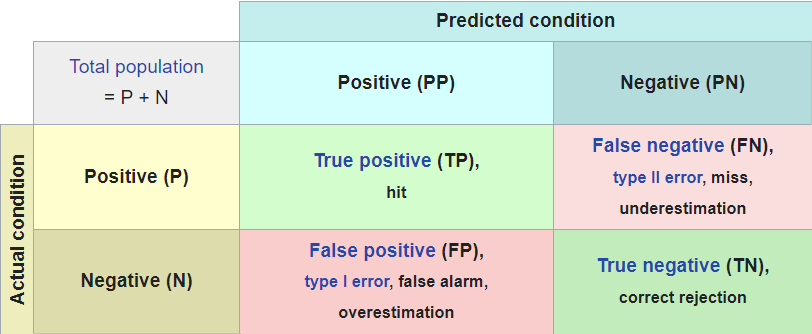 Predicted condition
Total population
= P + N
Positive (PP)
Negative (PN)
Actual condition
Positive (P)
True positive (TP),
hit
False negative (FN),
type II error, miss,
underestimation
Negative (N)
False positive (FP),
type I error, false alarm,
overestimation
True negative (TN),
correct rejection